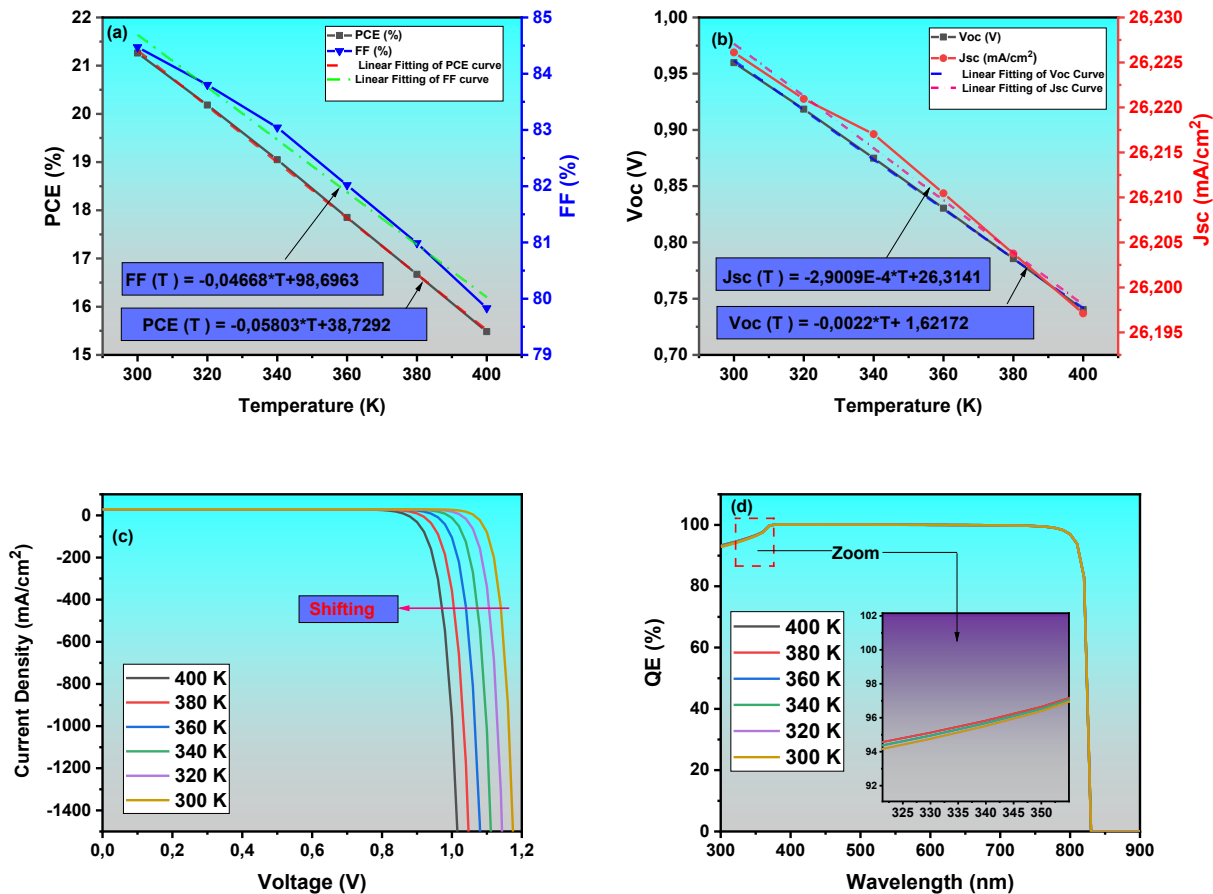 (a)
PCE (%)
FF (%)
Linear Fitting of PCE curve
Linear Fitting of FF curve
FF (T ) = -0,04668*T+98,6963
PCE (T ) = -0,05803*T+38,7292
22
21
20
19
18
17
16
15
PCE (%)
85
84
83
82
81
80
79
FF (%)
300 320 340 360 380 400
Temperature (K)
(b)
Voc (V)
Jsc (mA/cm²)
Linear Fitting of Voc Curve
Linear Fitting of Jsc Curve
Jsc (T ) = -2,9009E-4*T+26,3141
Voc (T ) = -0,0022*T+ 1,62172
1,00
0,95
0,90
0,85
0,80
0,75
0,70
Voc (V)
26,230
26,225
26,220
26,215
26,210
26,205
26,200
26,195
Jsc (mA/cm²)
300 320 340 360 380 400
Temperature (K)
(c)
Shifting
400 K
380 K
360 K
340 K
320 K
300 K
0
-200
-400
-600
-800
-1000
-1200
-1400
Current Density (mA/cm²)
0,0 0,2 0,4 0,6 0,8 1,0 1,2
Voltage (V)
(d)
Zoom
400 K
380 K
360 K
340 K
320 K
300 K
102
100
98
96
94
92
325 330 335 340 345 350
100
80
60
40
20
0
QE (%)
300 400 500 600 700 800 900
Wavelength (nm)